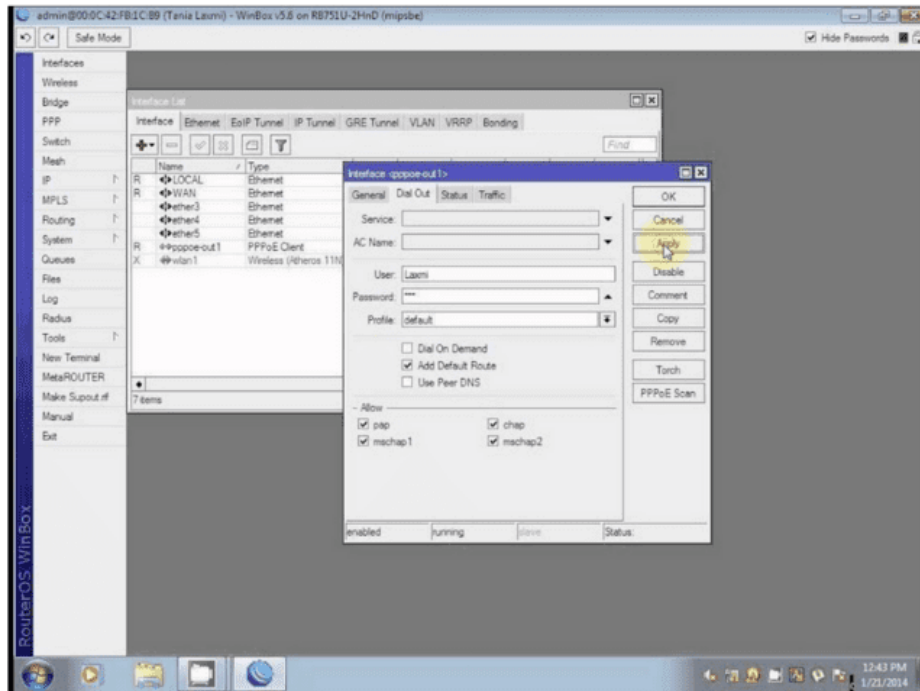 admin@00:0C:42:FB:1C:B9 (Tania Laxmi) - WinBox v5.8 on RB751U-2HnD (mipsbe)
Safe Mode
Hide Passwords
Interfaces
Wireless
Bridge
PPP
Switch
Mesh
IP
MPLS
Routing
System
Queues
Files
Log
Radius
Tools
New Terminal
MetaROUTER
Make Supout.rif
Manual
Exit
RouterOS WinBox
Interface List
Interface Ethernet EoIP Tunnel IP Tunnel GRE Tunnel VLAN VRRP Bonding
Find
Name Type
R LOCAL Ethernet
R WAN Ethernet
ether3 Ethernet
ether4 Ethernet
ether5 Ethernet
R pppoe-out1 PPPoE Client
X wlan1 Wireless (Atheros 11N
7 items
Interface <pppoe-out1>
General Dial Out Status Traffic
Service:
AC Name:
User: Laxmi
Password: ****
Profile: default
Dial On Demand
Add Default Route
Use Peer DNS
Allow
pap chap
mschap1 mschap2
enabled running slave Status:
OK
Cancel
Apply
Disable
Comment
Copy
Remove
Torch
PPPoE Scan
12:43 PM
1/21/2014